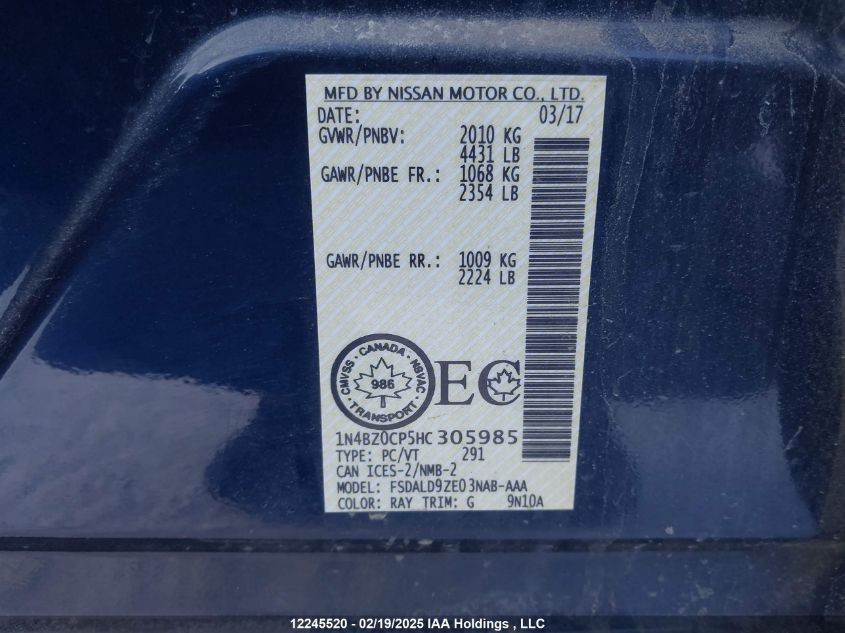 MFD BY NISSAN MOTOR CO., LTD.
DATE: 03/17
GVWR/PNBV: 2010 KG
4431 LB
GAWR/PNBE FR.: 1068 KG
2354 LB
GAWR/PNBE RR.: 1009 KG
2224 LB
CMVSS · CANADA · NSVAC · TRANSPORT ·
986
EC
1N4BZ0CP5HC305985
TYPE: PC/VT 291
CAN ICES-2/NMB-2
MODEL: FSDALD9ZE03NAB-AAA
COLOR: RAY TRIM: G 9N10A
12245520 - 02/19/2025 IAA Holdings , LLC